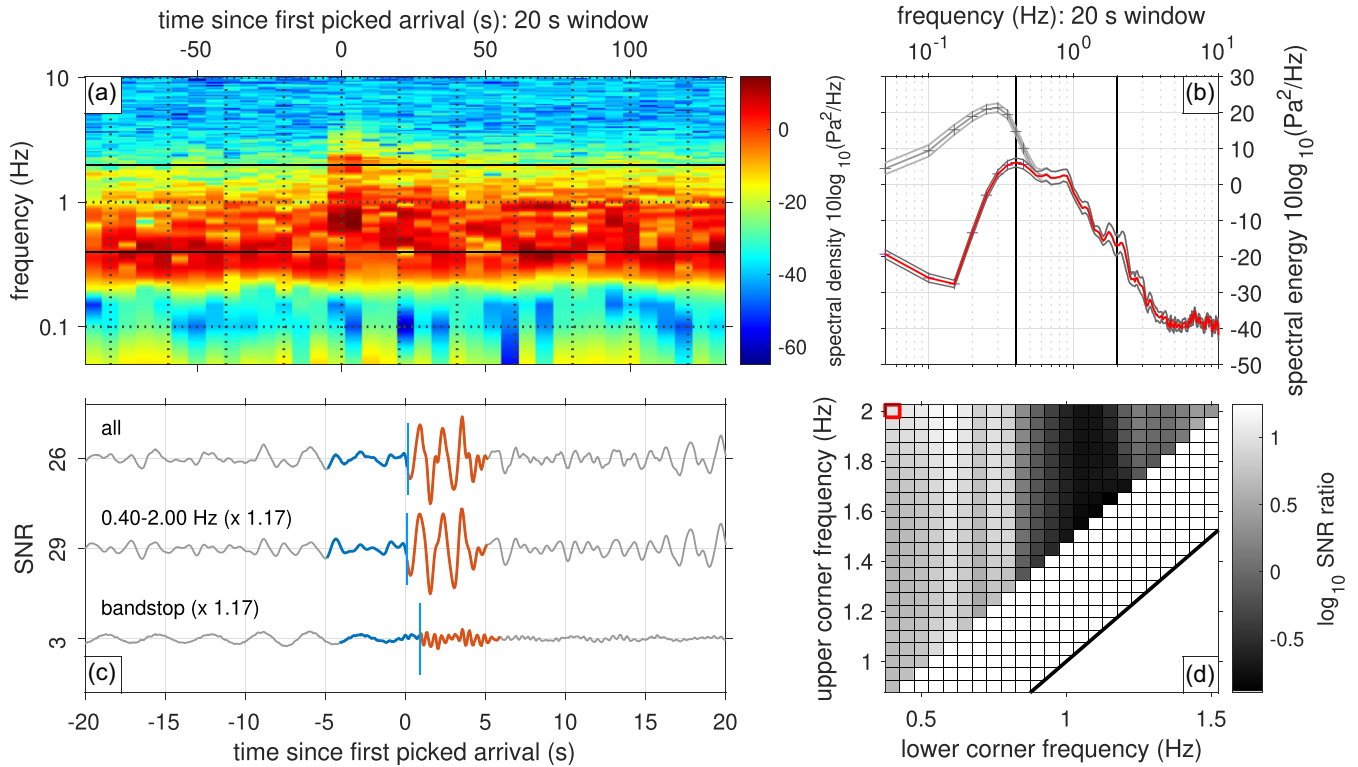 time since first picked arrival (s): 20 s window
-50 0 50 100
(a)
frequency (Hz)
10
1
0.1
0
-20
-40
-60
frequency (Hz): 20 s window
10-1 100 101
(b)
spectral density 10log10(Pa2/Hz)
30
20
10
0
-10
-20
-30
-40
-50
spectral energy 10log10(Pa2/Hz)
all
0.40-2.00 Hz (x 1.17)
bandstop (x 1.17)
SNR
26
29
3
(c)
-20 -15 -10 -5 0 5 10 15 20
time since first picked arrival (s)
upper corner frequency (Hz)
2
1.8
1.6
1.4
1.2
1
(d)
0.5 1 1.5
lower corner frequency (Hz)
1
0.5
0
-0.5
log10 SNR ratio